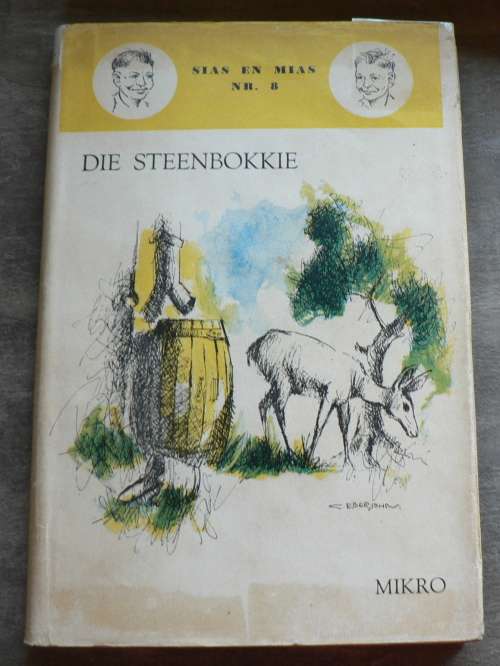 SIAS EN MIAS
NR. 8
DIE STEENBOKKIE
MIKRO